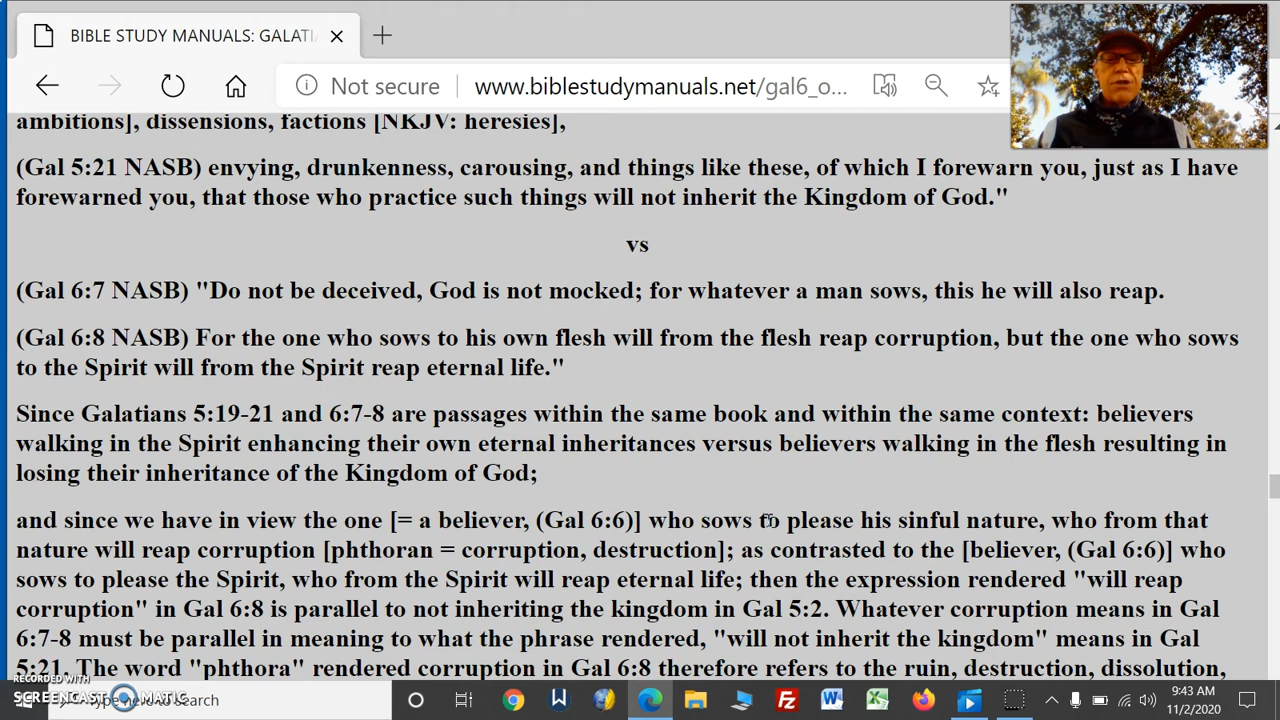 BIBLE STUDY MANUALS: GALATI
Not secure
www.biblestudymanuals.net/gal6_o...
ambitions], dissensions, factions [NKJV: heresies],
(Gal 5:21 NASB) envying, drunkenness, carousing, and things like these, of which I forewarn you, just as I have
forewarned you, that those who practice such things will not inherit the Kingdom of God."
vs
(Gal 6:7 NASB) "Do not be deceived, God is not mocked; for whatever a man sows, this he will also reap.
(Gal 6:8 NASB) For the one who sows to his own flesh will from the flesh reap corruption, but the one who sows
to the Spirit will from the Spirit reap eternal life."
Since Galatians 5:19-21 and 6:7-8 are passages within the same book and within the same context: believers
walking in the Spirit enhancing their own eternal inheritances versus believers walking in the flesh resulting in
losing their inheritance of the Kingdom of God;
and since we have in view the one [= a believer, (Gal 6:6)] who sows to please his sinful nature, who from that
nature will reap corruption [phthoran = corruption, destruction]; as contrasted to the [believer, (Gal 6:6)] who
sows to please the Spirit, who from the Spirit will reap eternal life; then the expression rendered "will reap
corruption" in Gal 6:8 is parallel to not inheriting the kingdom in Gal 5:2. Whatever corruption means in Gal
6:7-8 must be parallel in meaning to what the phrase rendered, "will not inherit the kingdom" means in Gal
5:21. The word "phthora" rendered corruption in Gal 6:8 therefore refers to the ruin, destruction, dissolution,
RECORDED WITH
SCREENCAST MATIC
Type here to search
9:43 AM
11/2/2020